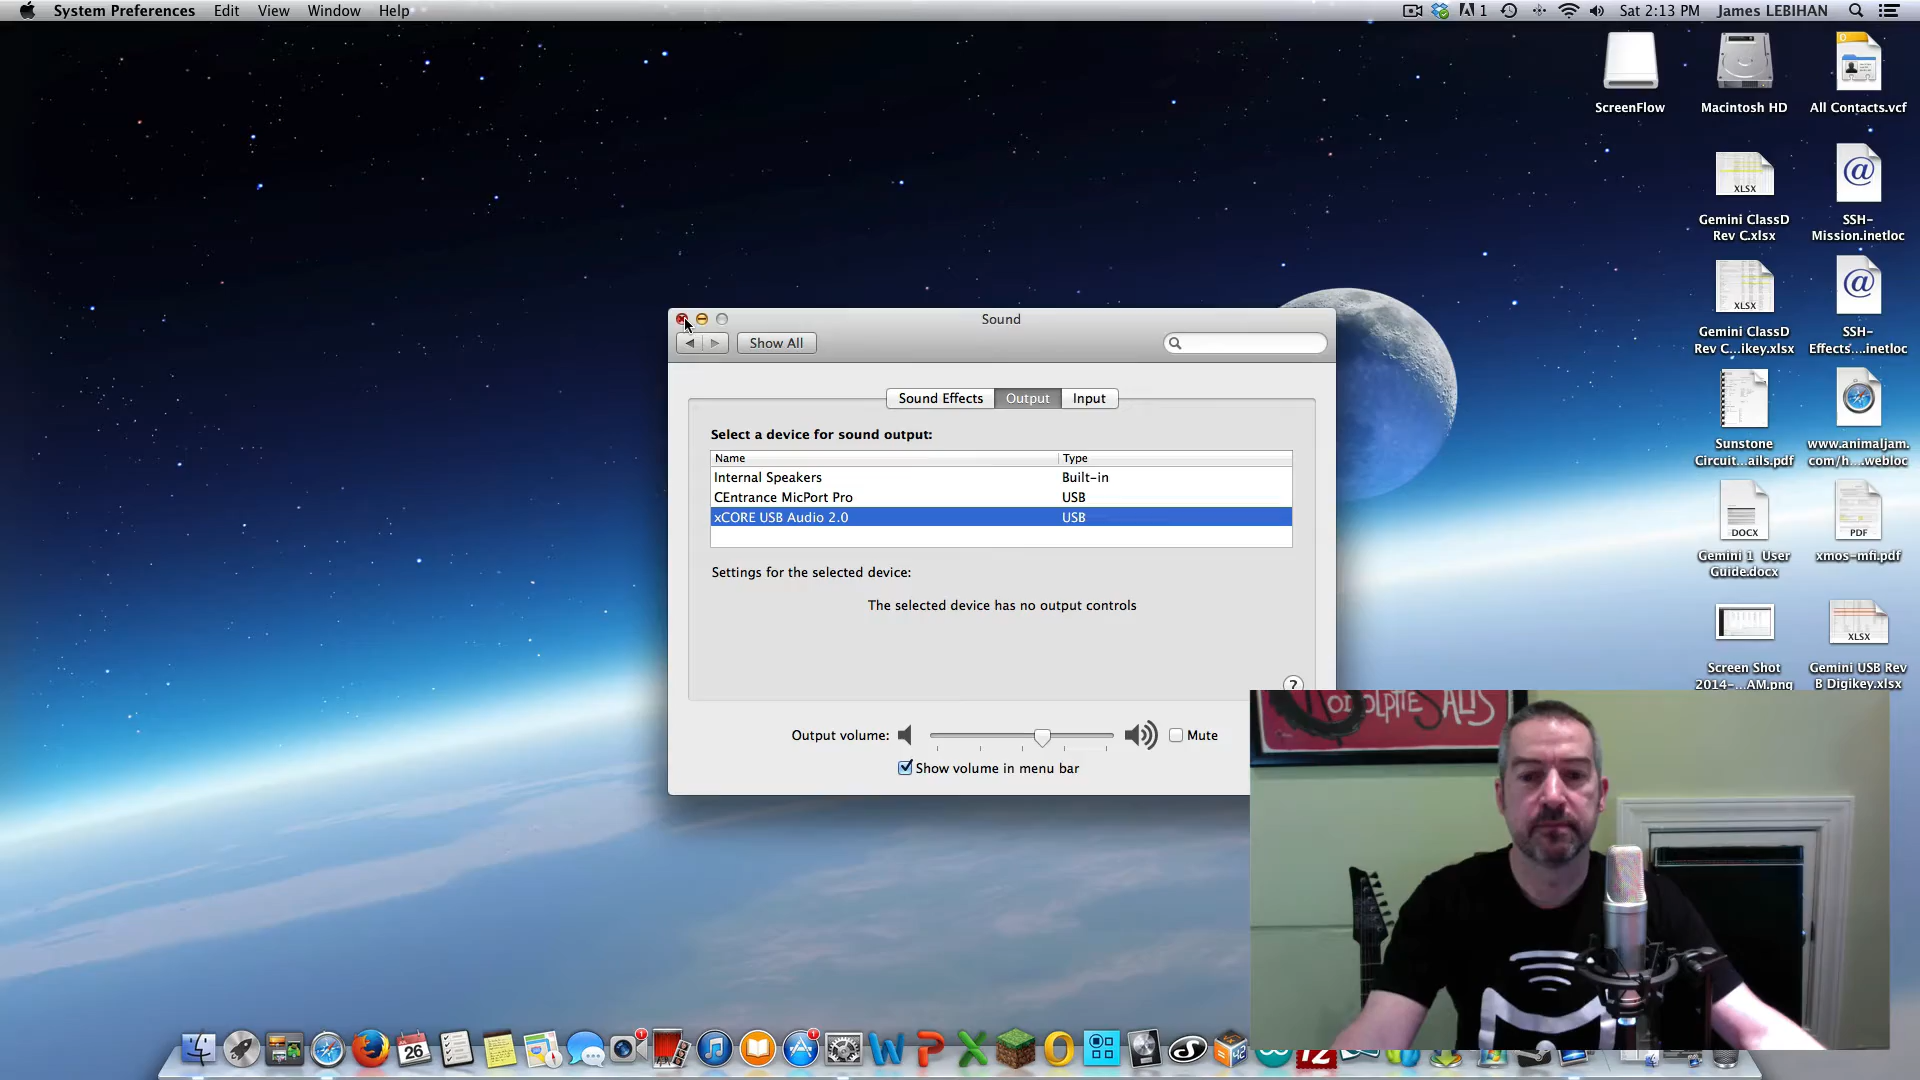 System Preferences Edit View Window Help
1 Sat 2:13 PM James LEBIHAN
ScreenFlow
Macintosh HD
All Contacts.vcf
XLSX
Gemini ClassD
Rev C.xlsx
@
SSH-
Mission.inetloc
XLSX
Gemini ClassD
Rev C...ikey.xlsx
@
SSH-
Effects....inetloc
Sunstone
Circuit...ails.pdf
www.animaljam.
com/h....webloc
DOCX
Gemini 1 User
Guide.docx
PDF
xmos-mfi.pdf
Screen Shot
2014-...AM.png
XLSX
Gemini USB Rev
B Digikey.xlsx
Sound
Show All
Sound Effects Output Input
Select a device for sound output:
Name Type
Internal Speakers Built-in
CEntrance MicPort Pro USB
xCORE USB Audio 2.0 USB
Settings for the selected device:
The selected device has no output controls
?
Output volume: Mute
Show volume in menu bar
26
1
1